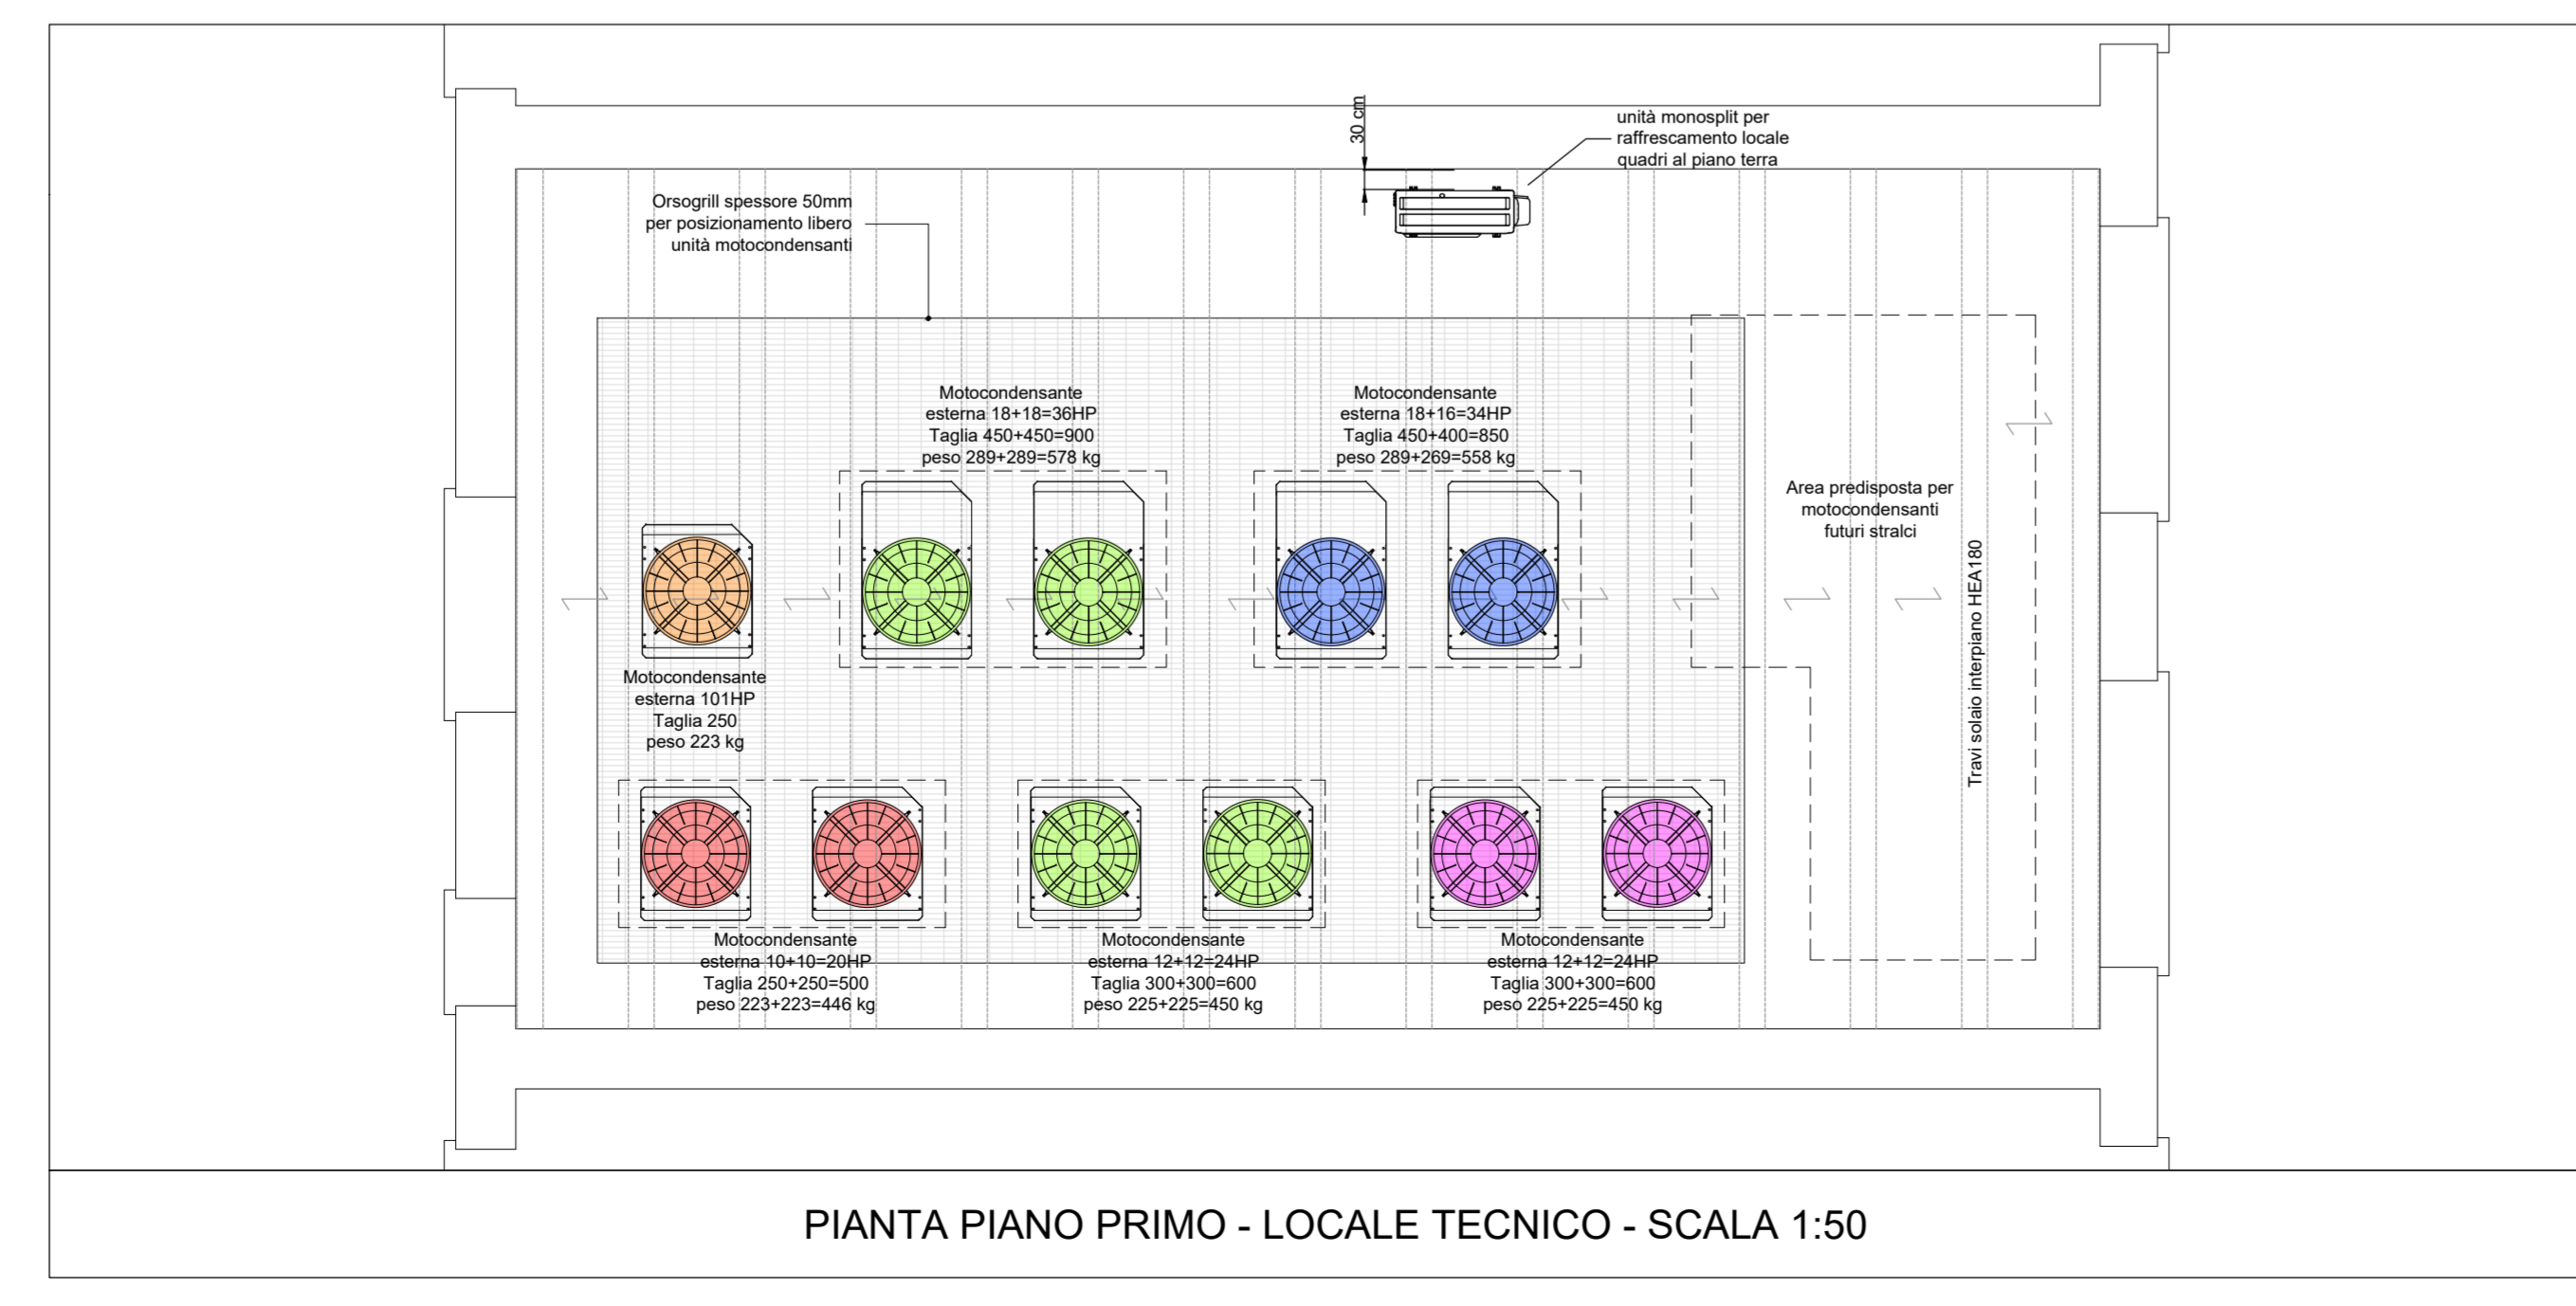 30 cm
unità monosplit per
raffrescamento locale
quadri al piano terra
Orsogrill spessore 50mm
per posizionamento libero
unità motocondensanti
Motocondensante
esterna 18+18=36HP
Taglia 450+450=900
peso 289+289=578 kg
Motocondensante
esterna 18+16=34HP
Taglia 450+400=850
peso 289+269=558 kg
Area predisposta per
motocondensanti
futuri stralci
Travi solaio interpiano HEA180
Motocondensante
esterna 101HP
Taglia 250
peso 223 kg
Motocondensante
esterna 10+10=20HP
Taglia 250+250=500
peso 223+223=446 kg
Motocondensante
esterna 12+12=24HP
Taglia 300+300=600
peso 225+225=450 kg
Motocondensante
esterna 12+12=24HP
Taglia 300+300=600
peso 225+225=450 kg
PIANTA PIANO PRIMO - LOCALE TECNICO - SCALA 1:50